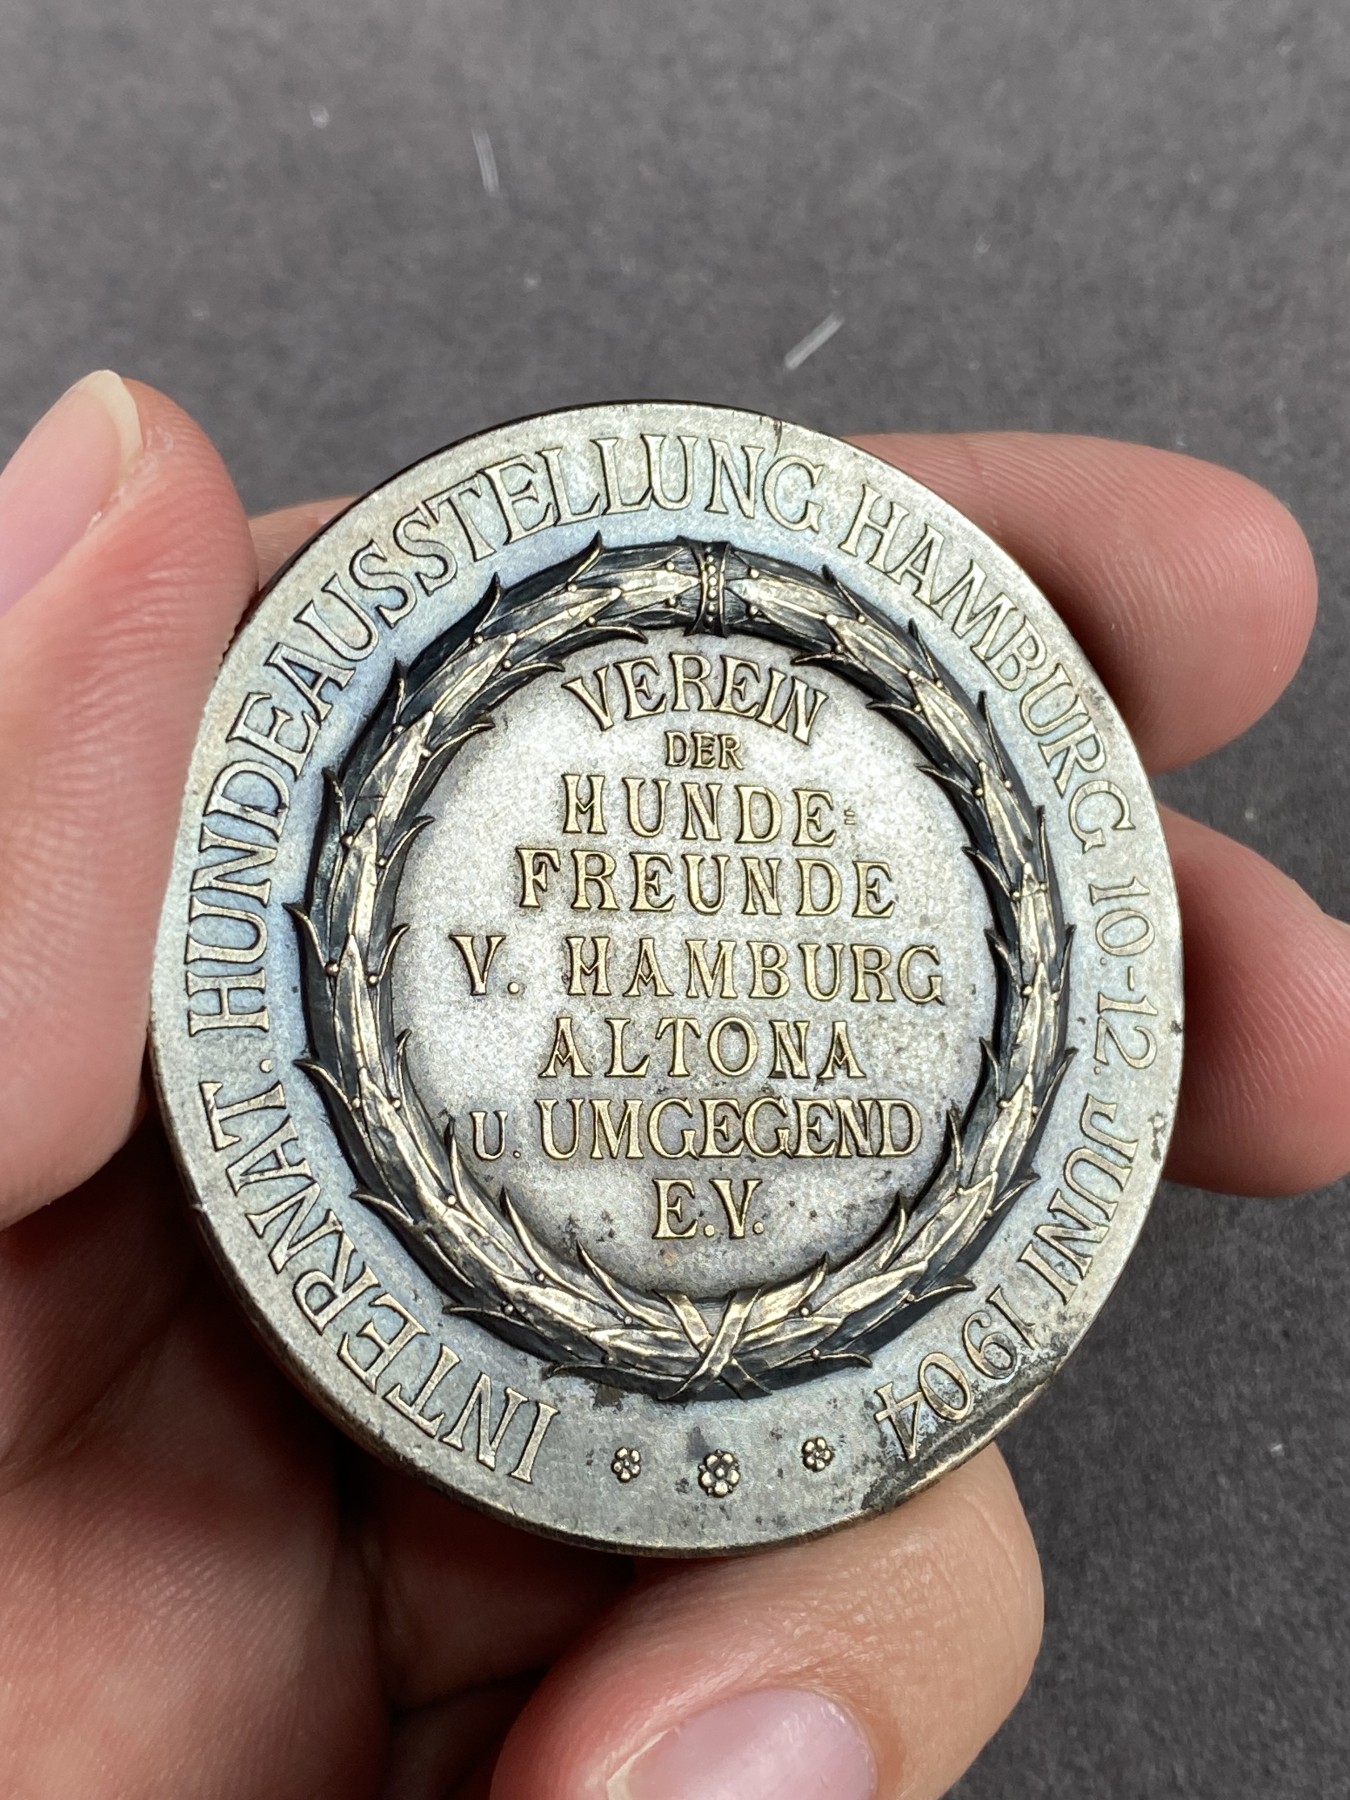 INTERNAT. HUNDEAUSSTELLUNG HAMBURG 10.-12. JUNI 1904
VEREIN
DER
HUNDE-
FREUNDE
V. HAMBURG
ALTONA
U. UMGEGEND
E.V.